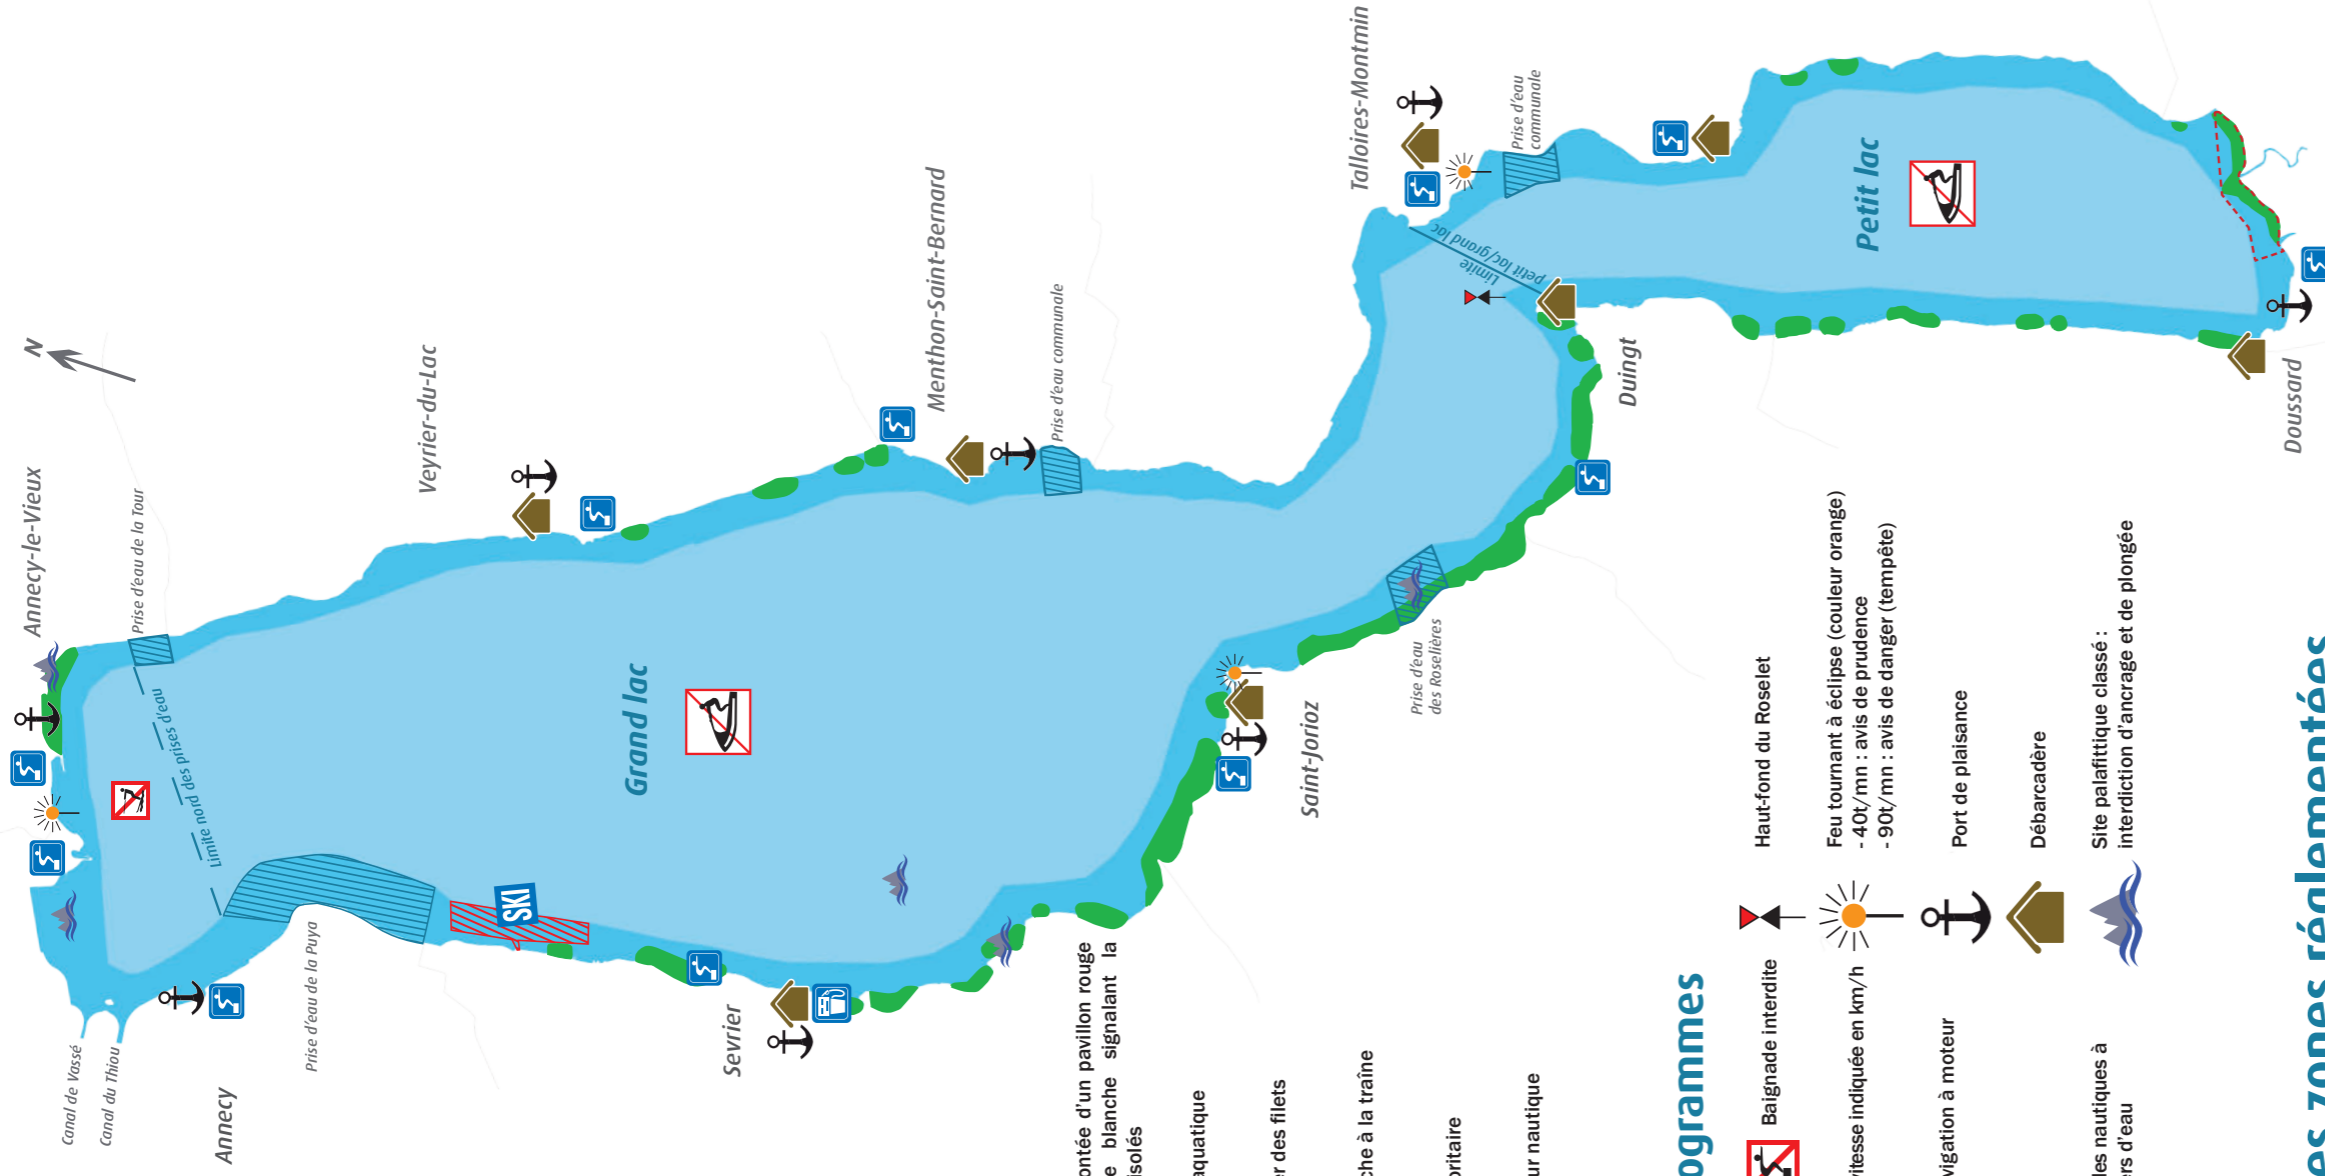 N
Annecy-le-Vieux
Prise d'eau de la Tour
Limite nord des prises d'eau
Canal de Vassé
Canal du Thiou
Annecy
Prise d'eau de la Puya
Veyrier-du-Lac
SKI
Grand lac
Sevrier
Menthon-Saint-Bernard
Prise d'eau communale
Saint-Jorioz
Prise d'eau
des Roselières
Talloires-Montmin
Prise d'eau
communale
Limite
petit lac/grand lac
Duingt
Petit lac
Doussard
ontée d'un pavillon rouge
e blanche signalant la
isolés
aquatique
er des filets
che à la traîne
oritaire
ur nautique
ogrammes
Baignade interdite
vitesse indiquée en km/h
vigation à moteur
les nautiques à
rs d'eau
Haut-fond du Roselet
Feu tournant à éclipse (couleur orange)
- 40t/mn : avis de prudence
- 90t/mn : avis de danger (tempête)
Port de plaisance
Débarcadère
Site palafittique classé :
interdiction d'ancrage et de plongée
es zones réglementées